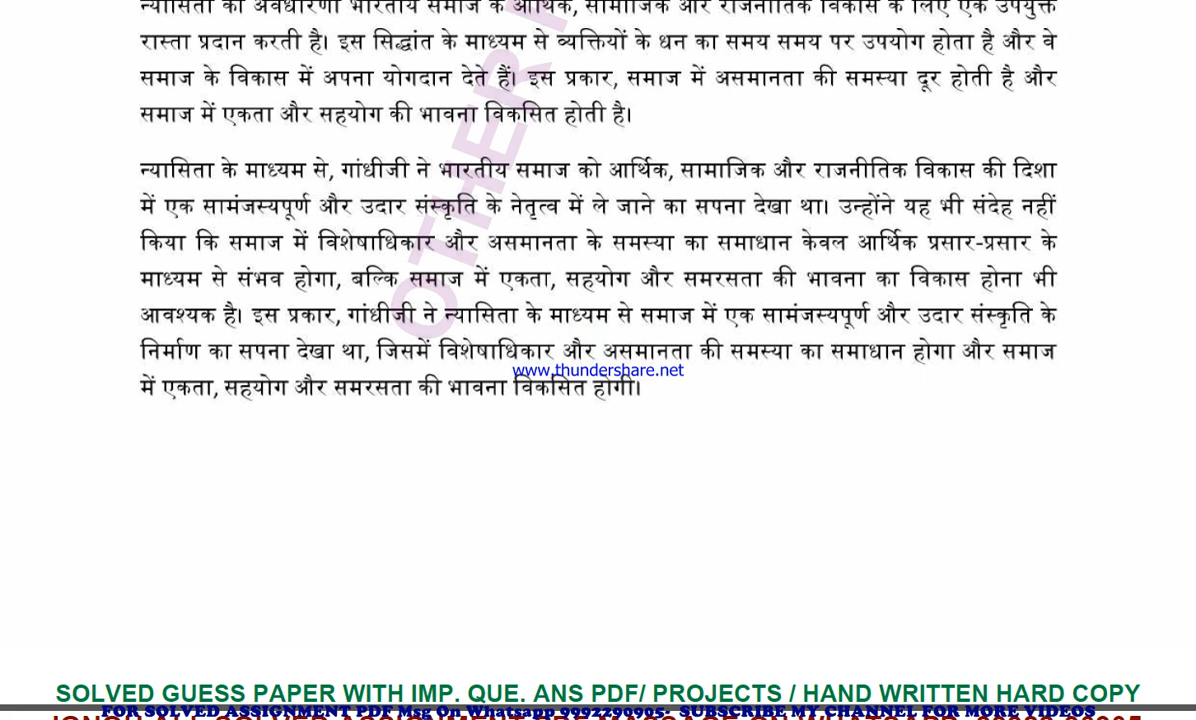 न्यासिता की अवधारणा भारतीय समाज के आर्थिक, सामाजिक और राजनीतिक विकास के लिए एक उपयुक्त
रास्ता प्रदान करती है। इस सिद्धांत के माध्यम से व्यक्तियों के धन का समय समय पर उपयोग होता है और वे
समाज के विकास में अपना योगदान देते हैं। इस प्रकार, समाज में असमानता की समस्या दूर होती है और
समाज में एकता और सहयोग की भावना विकसित होती है।
न्यासिता के माध्यम से, गांधीजी ने भारतीय समाज को आर्थिक, सामाजिक और राजनीतिक विकास की दिशा
में एक सामंजस्यपूर्ण और उदार संस्कृति के नेतृत्व में ले जाने का सपना देखा था। उन्होंने यह भी संदेह नहीं
किया कि समाज में विशेषाधिकार और असमानता के समस्या का समाधान केवल आर्थिक प्रसार-प्रसार के
माध्यम से संभव होगा, बल्कि समाज में एकता, सहयोग और समरसता की भावना का विकास होना भी
आवश्यक है। इस प्रकार, गांधीजी ने न्यासिता के माध्यम से समाज में एक सामंजस्यपूर्ण और उदार संस्कृति के
निर्माण का सपना देखा था, जिसमें विशेषाधिकार और असमानता की समस्या का समाधान होगा और समाज
www.thundershare.net
में एकता, सहयोग और समरसता की भावना विकसित होगी।
OTHER
SOLVED GUESS PAPER WITH IMP. QUE. ANS PDF/ PROJECTS / HAND WRITTEN HARD COPY
FOR SOLVED ASSIGNMENT PDF Msg On Whatsapp 9992290905- SUBSCRIBE MY CHANNEL FOR MORE VIDEOS